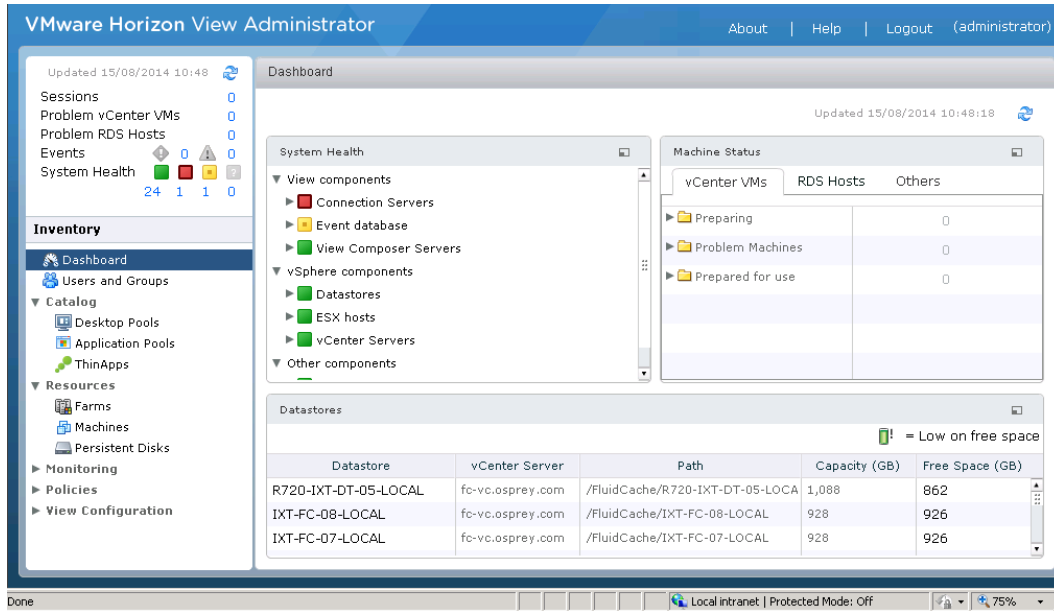 VMware Horizon View Administrator
About | Help | Logout (administrator)
Updated 15/08/2014 10:48
Sessions 0
Problem vCenter VMs 0
Problem RDS Hosts 0
Events 0 0
System Health
24 1 1 0
Inventory
Dashboard
Users and Groups
Catalog
Desktop Pools
Application Pools
ThinApps
Resources
Farms
Machines
Persistent Disks
Monitoring
Policies
View Configuration
Dashboard
Updated 15/08/2014 10:48:18
System Health
View components
Connection Servers
Event database
View Composer Servers
vSphere components
Datastores
ESX hosts
vCenter Servers
Other components
Machine Status
vCenter VMs RDS Hosts Others
Preparing 0
Problem Machines 0
Prepared for use 0
Datastores
= Low on free space
Datastore vCenter Server Path Capacity (GB) Free Space (GB)
R720-IXT-DT-05-LOCAL fc-vc.osprey.com /FluidCache/R720-IXT-DT-05-LOCA 1,088 862
IXT-FC-08-LOCAL fc-vc.osprey.com /FluidCache/IXT-FC-08-LOCAL 928 926
IXT-FC-07-LOCAL fc-vc.osprey.com /FluidCache/IXT-FC-07-LOCAL 928 926
Done Local intranet | Protected Mode: Off 75%